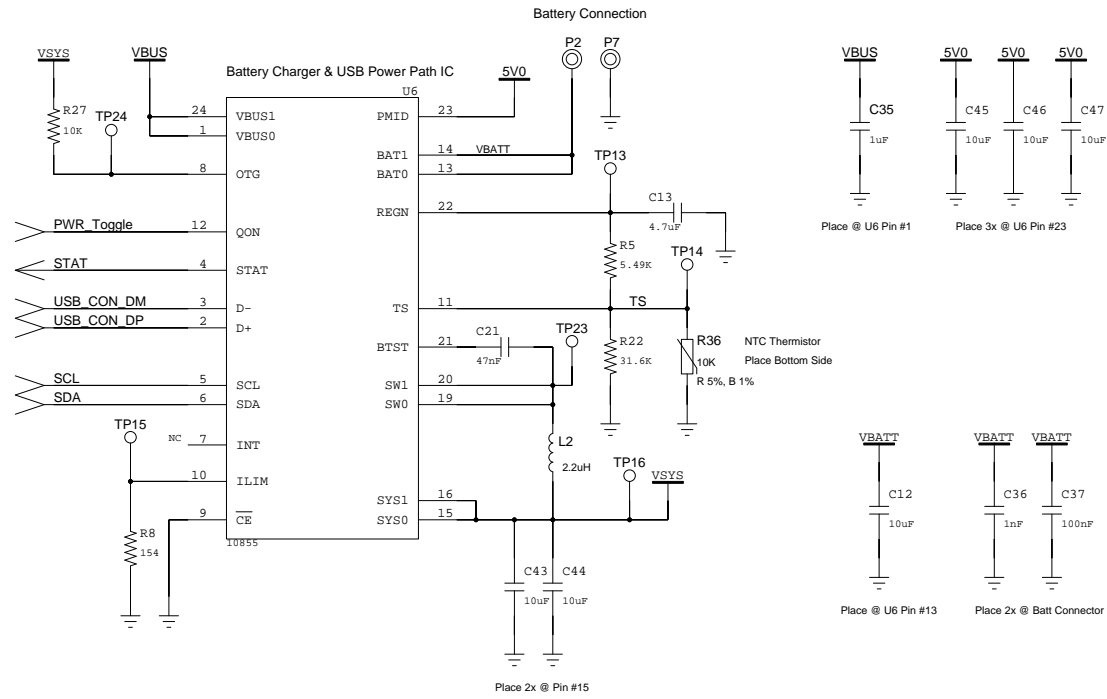 Battery Connection
P2
P7
VSYS
VBUS
Battery Charger & USB Power Path IC
5V0
VBUS
5V0
5V0
5V0
U6
R27
10K
TP24
24
VBUS1
PMID
23
1
VBUS0
C35
1uF
C45
10uF
C46
10uF
C47
10uF
14
BAT1
VBATT
8
OTG
BAT0
13
TP13
REGN
22
C13
4.7uF
PWR_Toggle
12
QON
Place @ U6 Pin #1
Place 3x @ U6 Pin #23
R5
5.49K
TP14
STAT
4
STAT
USB_CON_DM
3
D-
TS
11
TS
USB_CON_DP
2
D+
C21
47nF
TP23
BTST
21
R22
31.6K
R36
10K
R 5%, B 1%
NTC Thermistor
Place Bottom Side
SCL
5
SCL
SW1
20
SDA
6
SDA
SW0
19
TP15
NC
7
INT
L2
2.2uH
VBATT
VBATT
VBATT
10
ILIM
TP16
VSYS
SYS1
16
9
CE
SYS0
15
C12
10uF
C36
1nF
C37
100nF
R8
154
10855
C43
10uF
C44
10uF
Place @ U6 Pin #13
Place 2x @ Batt Connector
Place 2x @ Pin #15